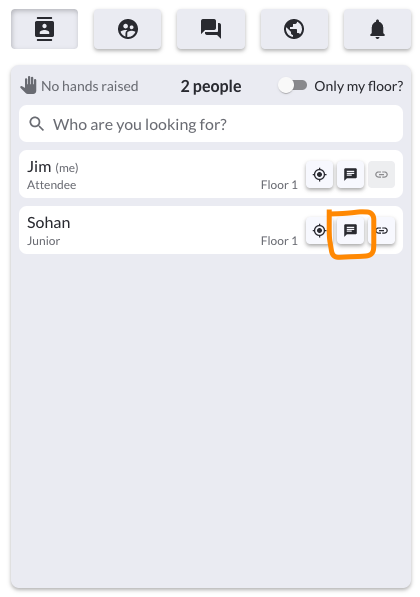 No hands raised 2 people Only my floor?
Who are you looking for?
Jim (me)
Attendee Floor 1
Sohan
Junior Floor 1